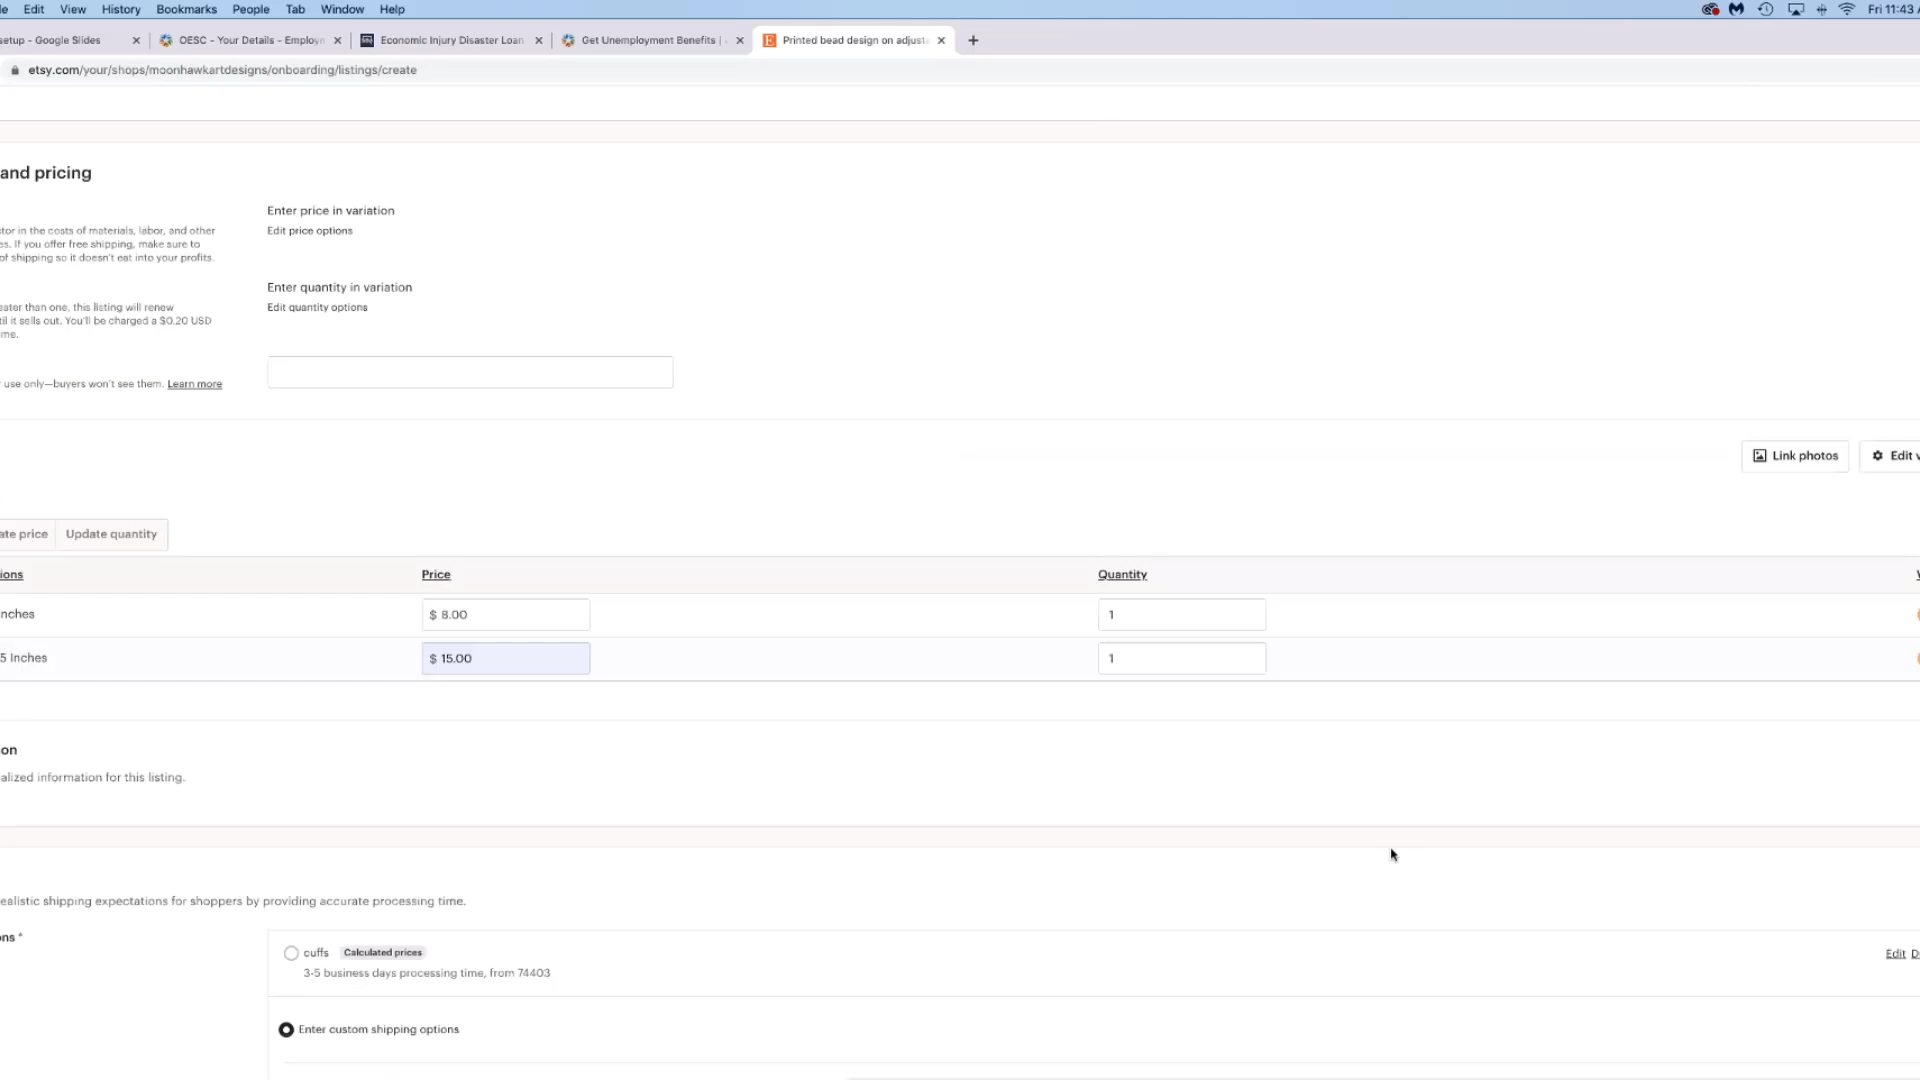 Edit View History Bookmarks People Tab Window Help Fri 11:43
setup - Google Slides OESC - Your Details - Employm Economic Injury Disaster Loan Get Unemployment Benefits | Printed bead design on adjusta
etsy.com/your/shops/moonhawkartdesigns/onboarding/listings/create
and pricing
Enter price in variation
Edit price options
tor in the costs of materials, labor, and other
es. If you offer free shipping, make sure to
of shipping so it doesn't eat into your profits.
Enter quantity in variation
Edit quantity options
eater than one, this listing will renew
til it sells out. You'll be charged a $0.20 USD
me.
use only—buyers won't see them. Learn more
Link photos Edit v
ate price Update quantity
ions Price Quantity
nches $ 8.00 1
5 Inches $ 15.00 1
on
alized information for this listing.
ealistic shipping expectations for shoppers by providing accurate processing time.
ons *
cuffs Calculated prices Edit D
3-5 business days processing time, from 74403
Enter custom shipping options